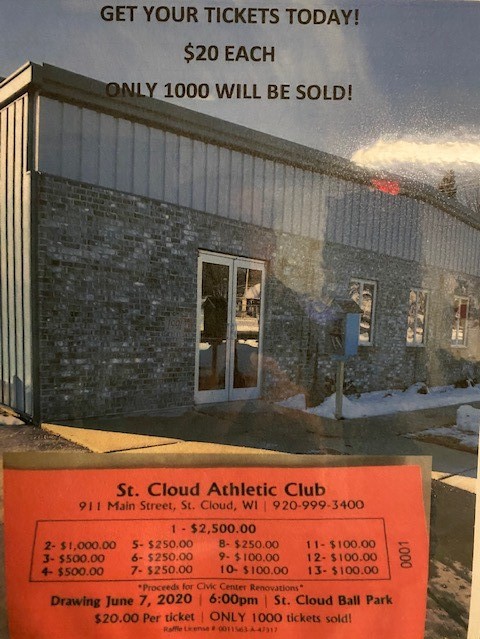 GET YOUR TICKETS TODAY!
$20 EACH
ONLY 1000 WILL BE SOLD!
St. Cloud Athletic Club
911 Main Street, St. Cloud, WI | 920-999-3400
1 - $2,500.00
2- $1,000.00 5- $250.00 8- $250.00 11- $100.00
3- $500.00 6- $250.00 9- $100.00 12- $100.00
4- $500.00 7- $250.00 10- $100.00 13- $100.00
0001
"Proceeds for Civic Center Renovations"
Drawing June 7, 2020 | 6:00pm | St. Cloud Ball Park
$20.00 Per ticket | ONLY 1000 tickets sold!
Raffle License # 0011563-A-47317